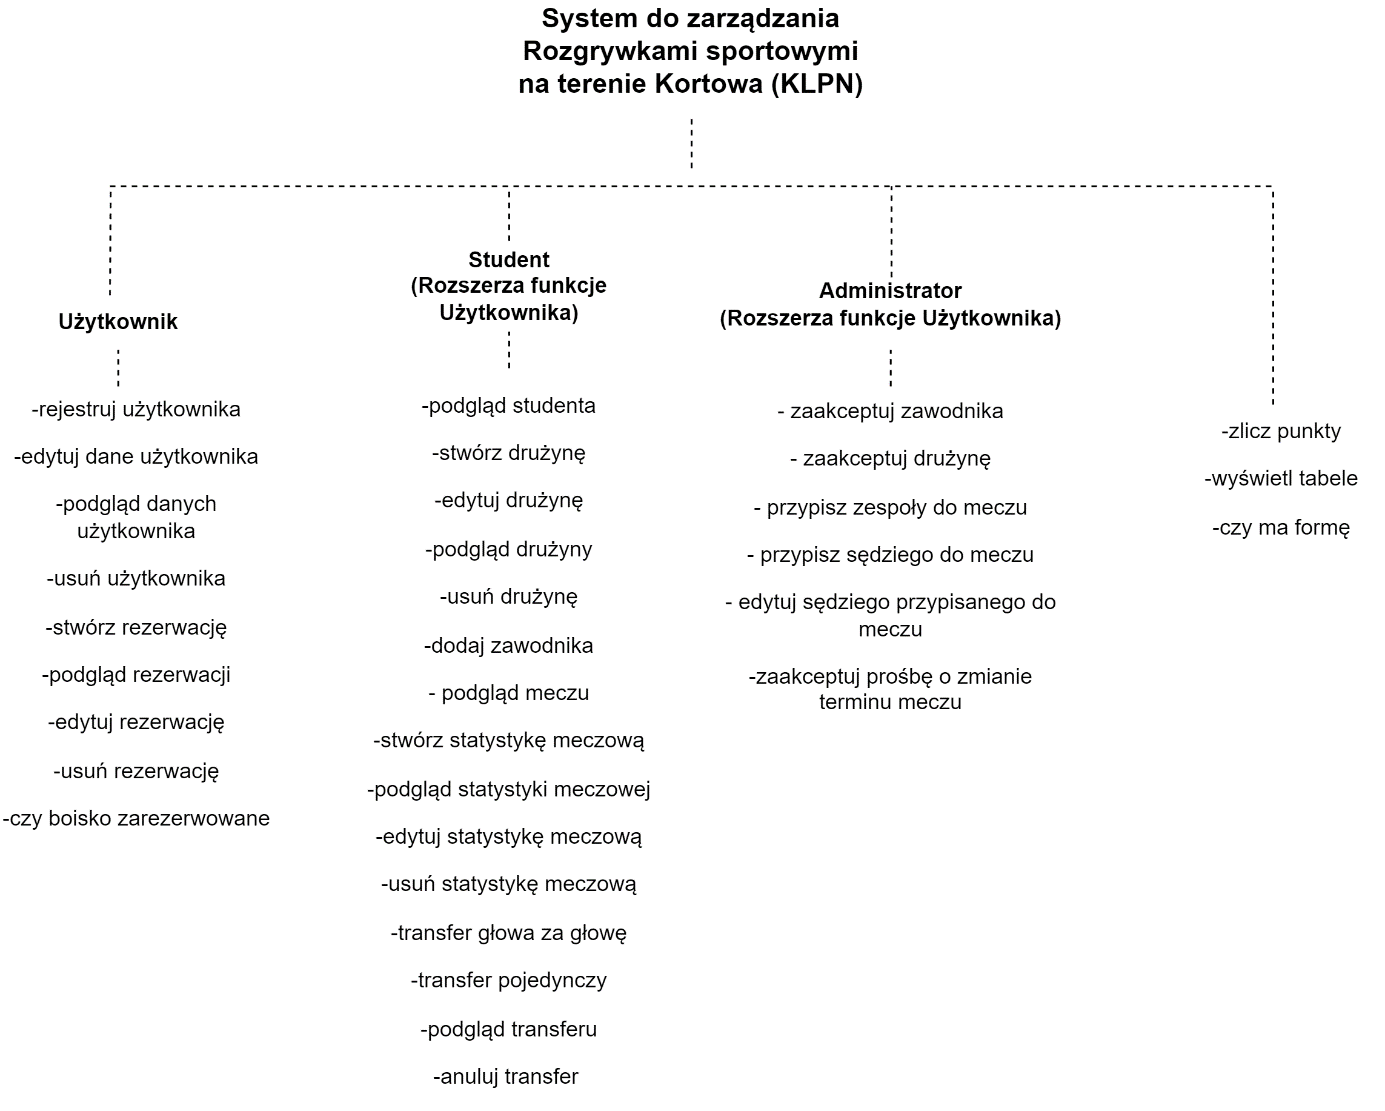 System do zarządzania
Rozgrywkami sportowymi
na terenie Kortowa (KLPN)
Użytkownik
-rejestruj użytkownika
-edytuj dane użytkownika
-podgląd danych
użytkownika
-usuń użytkownika
-stwórz rezerwację
-podgląd rezerwacji
-edytuj rezerwację
-usuń rezerwację
-czy boisko zarezerwowane
Student
(Rozszerza funkcje
Użytkownika)
-podgląd studenta
-stwórz drużynę
-edytuj drużynę
-podgląd drużyny
-usuń drużynę
-dodaj zawodnika
- podgląd meczu
-stwórz statystykę meczową
-podgląd statystyki meczowej
-edytuj statystykę meczową
-usuń statystykę meczową
-transfer głowa za głowę
-transfer pojedynczy
-podgląd transferu
-anuluj transfer
Administrator
(Rozszerza funkcje Użytkownika)
- zaakceptuj zawodnika
- zaakceptuj drużynę
- przypisz zespoły do meczu
- przypisz sędziego do meczu
- edytuj sędziego przypisanego do
meczu
-zaakceptuj prośbę o zmianie
terminu meczu
-zlicz punkty
-wyświetl tabele
-czy ma formę